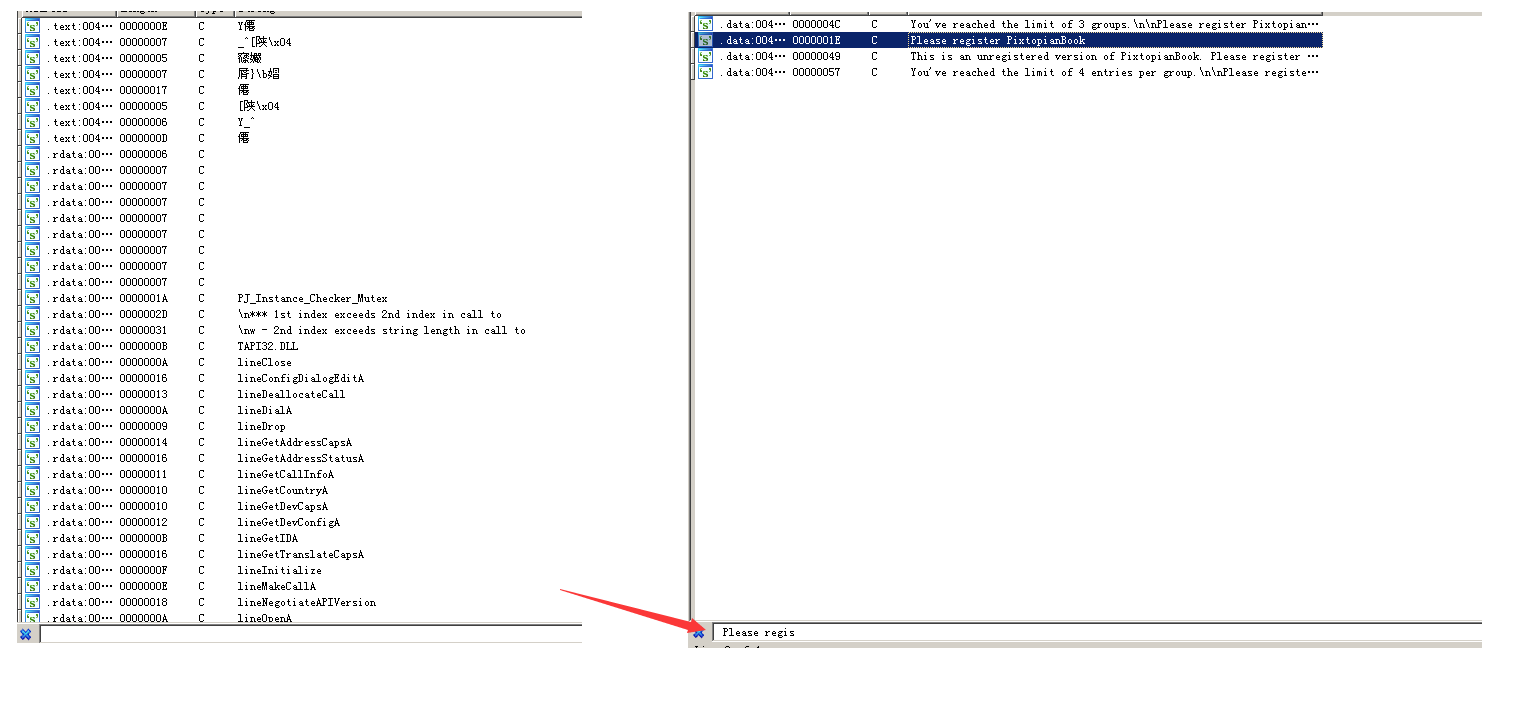 .text:004⋯ 0000000E C Y僊
.text:004⋯ 00000007 C _^[陕\x04
.text:004⋯ 00000005 C
.text:004⋯ 00000007 C
.text:004⋯ 00000017 C
.text:004⋯ 00000005 C [陕\x04
.text:004⋯ 00000006 C Y_^
.text:004⋯ 0000000D C
.rdata:00⋯ 00000006 C
.rdata:00⋯ 00000007 C
.rdata:00⋯ 00000007 C
.rdata:00⋯ 00000007 C
.rdata:00⋯ 00000007 C
.rdata:00⋯ 00000007 C
.rdata:00⋯ 00000007 C
.rdata:00⋯ 00000007 C
.rdata:00⋯ 00000007 C
.rdata:00⋯ 0000001A C PJ_Instance_Checker_Mutex
.rdata:00⋯ 0000002D C \n*** 1st index exceeds 2nd index in call to
.rdata:00⋯ 00000031 C \nw - 2nd index exceeds string length in call to
.rdata:00⋯ 0000000B C TAPI32.DLL
.rdata:00⋯ 0000000A C lineClose
.rdata:00⋯ 00000016 C lineConfigDialogEditA
.rdata:00⋯ 00000013 C lineDeallocateCall
.rdata:00⋯ 0000000A C lineDialA
.rdata:00⋯ 00000009 C lineDrop
.rdata:00⋯ 00000014 C lineGetAddressCapsA
.rdata:00⋯ 00000016 C lineGetAddressStatusA
.rdata:00⋯ 00000011 C lineGetCallInfoA
.rdata:00⋯ 00000010 C lineGetCountryA
.rdata:00⋯ 00000010 C lineGetDevCapsA
.rdata:00⋯ 00000012 C lineGetDevConfigA
.rdata:00⋯ 0000000B C lineGetIDA
.rdata:00⋯ 00000016 C lineGetTranslateCapsA
.rdata:00⋯ 0000000F C lineInitialize
.rdata:00⋯ 0000000E C lineMakeCallA
.rdata:00⋯ 00000018 C lineNegotiateAPIVersion
.rdata:00⋯ 0000000A C lineOpenA
.data:004⋯ 0000004C C You've reached the limit of 3 groups.\n\nPlease register Pixtopian⋯
.data:004⋯ 0000001E C Please register PixtopianBook
.data:004⋯ 00000049 C This is an unregistered version of PixtopianBook. Please register ⋯
.data:004⋯ 00000057 C You've reached the limit of 4 entries per group.\n\nPlease registe⋯
Please regis